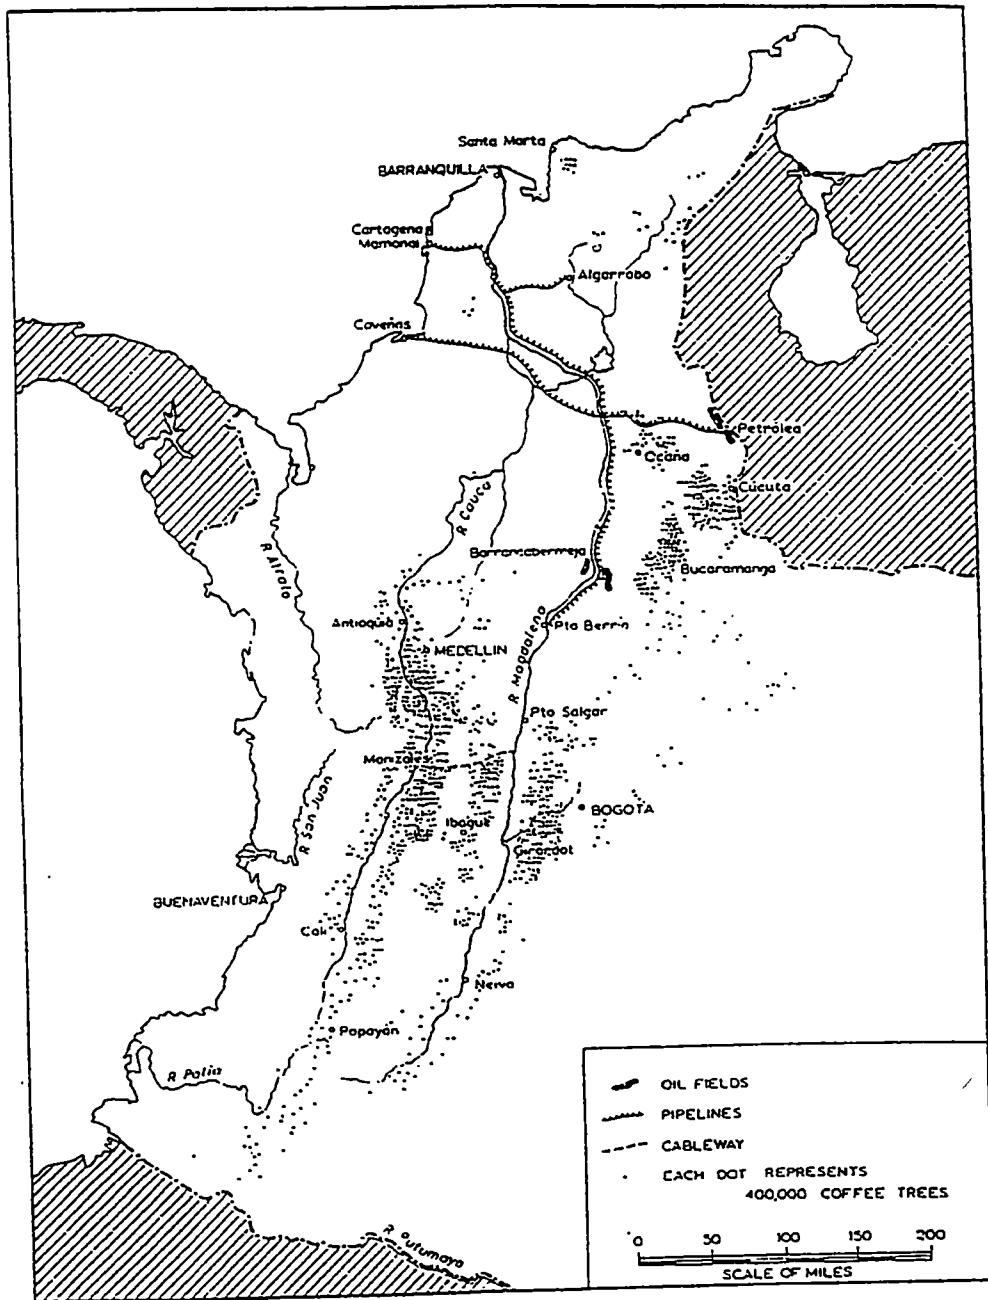 Santa Marta
BARRANQUILLA
Cartagena
Mamonal
Algarrobo
Coveñas
Petrólea
Ocaña
Cúcuta
R Cauca
R Atrato
Barrancabermeja
Bucaramanga
Antioquia
Pto Berrío
MEDELLIN
R Magdalena
Pto Salgar
Manizales
R San Juan
BOGOTA
Ibagué
Girardot
BUENAVENTURA
Cali
Neiva
Popayán
R Patía
R Putumayo
OIL FIELDS
PIPELINES
CABLEWAY
EACH DOT REPRESENTS
400,000 COFFEE TREES
0 50 100 150 200
SCALE OF MILES